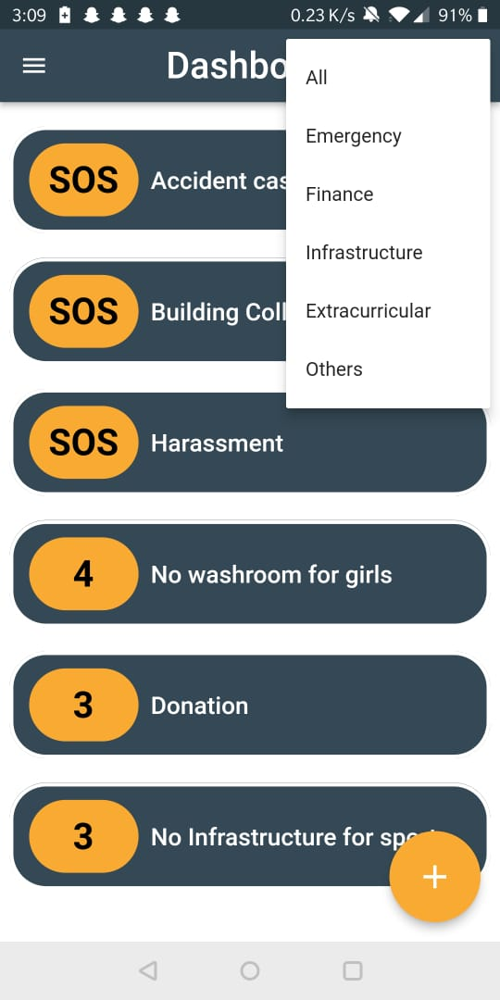 3:09 0.23 K/s 91%
Dashbo
All
Emergency
Finance
Infrastructure
Extracurricular
Others
SOS Accident cas
SOS Building Coll
SOS Harassment
4 No washroom for girls
3 Donation
3 No Infrastructure for spo
+